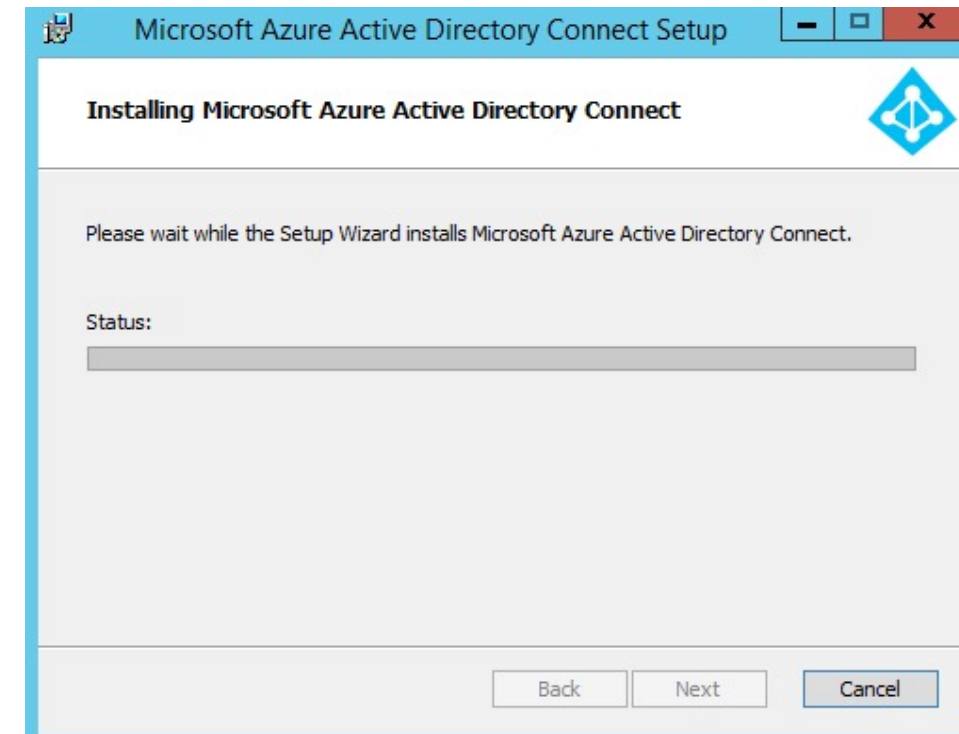 Microsoft Azure Active Directory Connect Setup
Installing Microsoft Azure Active Directory Connect
Please wait while the Setup Wizard installs Microsoft Azure Active Directory Connect.
Status:
Back Next Cancel